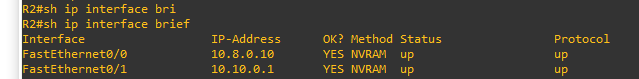 R2#sh ip interface bri
R2#sh ip interface brief
Interface IP-Address OK? Method Status Protocol
FastEthernet0/0 10.8.0.10 YES NVRAM up up
FastEthernet0/1 10.10.0.1 YES NVRAM up up